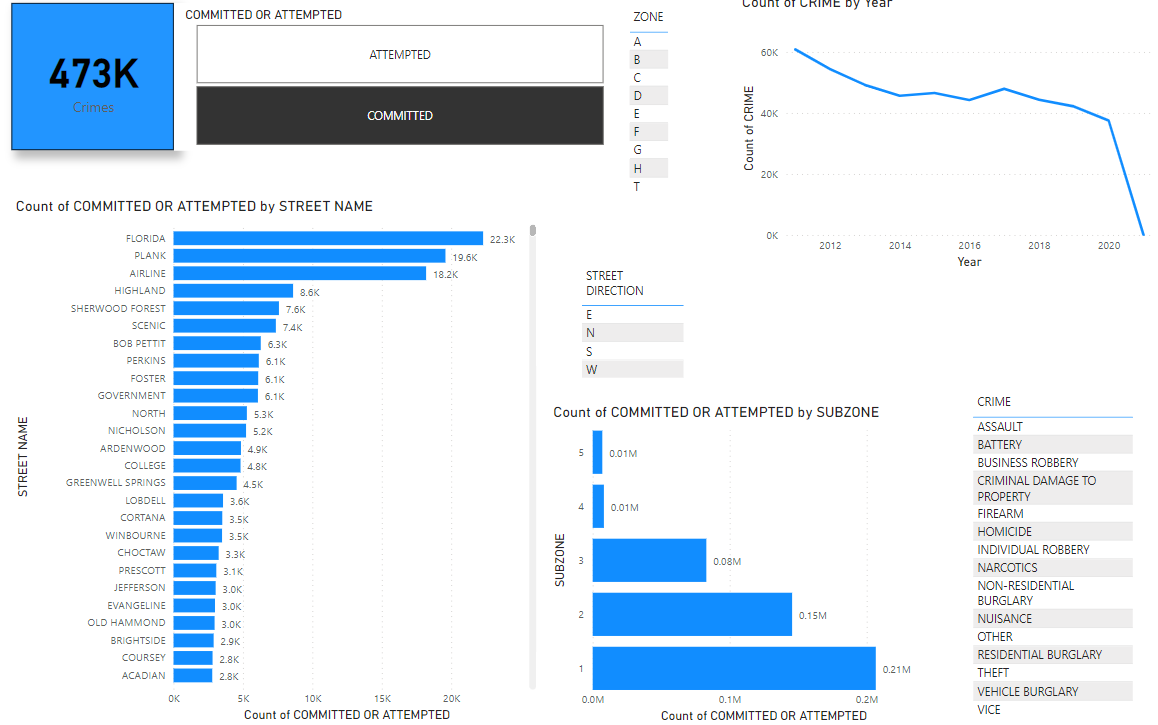 473K
Crimes
COMMITTED OR ATTEMPTED
ATTEMPTED
COMMITTED
ZONE
A
B
C
D
E
F
G
H
T
Count of CRIME by Year
Count of CRIME
60K
40K
20K
0K
2012
2014
2016
2018
2020
Year
Count of COMMITTED OR ATTEMPTED by STREET NAME
STREET NAME
FLORIDA 22.3K
PLANK 19.6K
AIRLINE 18.2K
HIGHLAND 8.6K
SHERWOOD FOREST 7.6K
SCENIC 7.4K
BOB PETTIT 6.3K
PERKINS 6.1K
FOSTER 6.1K
GOVERNMENT 6.1K
NORTH 5.3K
NICHOLSON 5.2K
ARDENWOOD 4.9K
COLLEGE 4.8K
GREENWELL SPRINGS 4.5K
LOBDELL 3.6K
CORTANA 3.5K
WINBOURNE 3.5K
CHOCTAW 3.3K
PRESCOTT 3.1K
JEFFERSON 3.0K
EVANGELINE 3.0K
OLD HAMMOND 3.0K
BRIGHTSIDE 2.9K
COURSEY 2.8K
ACADIAN 2.8K
0K 5K 10K 15K 20K
Count of COMMITTED OR ATTEMPTED
STREET
DIRECTION
E
N
S
W
Count of COMMITTED OR ATTEMPTED by SUBZONE
SUBZONE
5 0.01M
4 0.01M
3 0.08M
2 0.15M
1 0.21M
0.0M 0.1M 0.2M
Count of COMMITTED OR ATTEMPTED
CRIME
ASSAULT
BATTERY
BUSINESS ROBBERY
CRIMINAL DAMAGE TO
PROPERTY
FIREARM
HOMICIDE
INDIVIDUAL ROBBERY
NARCOTICS
NON-RESIDENTIAL
BURGLARY
NUISANCE
OTHER
RESIDENTIAL BURGLARY
THEFT
VEHICLE BURGLARY
VICE